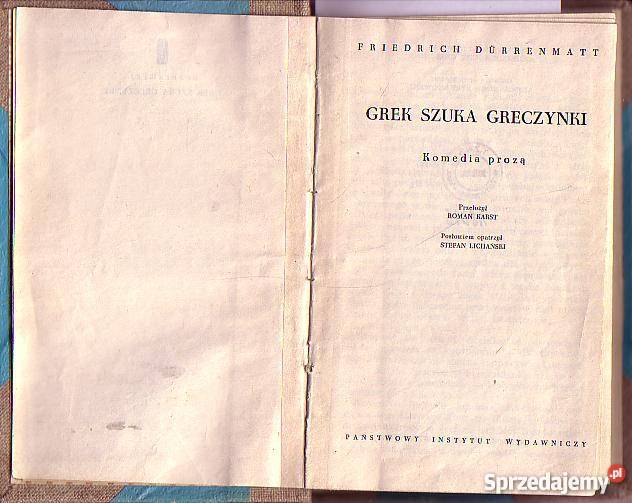 FRIEDRICH DÜRRENMATT
GREK SZUKA GRECZYNKI
Komedia prozą
Przełożył
ROMAN KARST
Posłowiem opatrzył
STEFAN LICHAŃSKI
PAŃSTWOWY INSTYTUT WYDAWNICZY
Sprzedajemy.pl